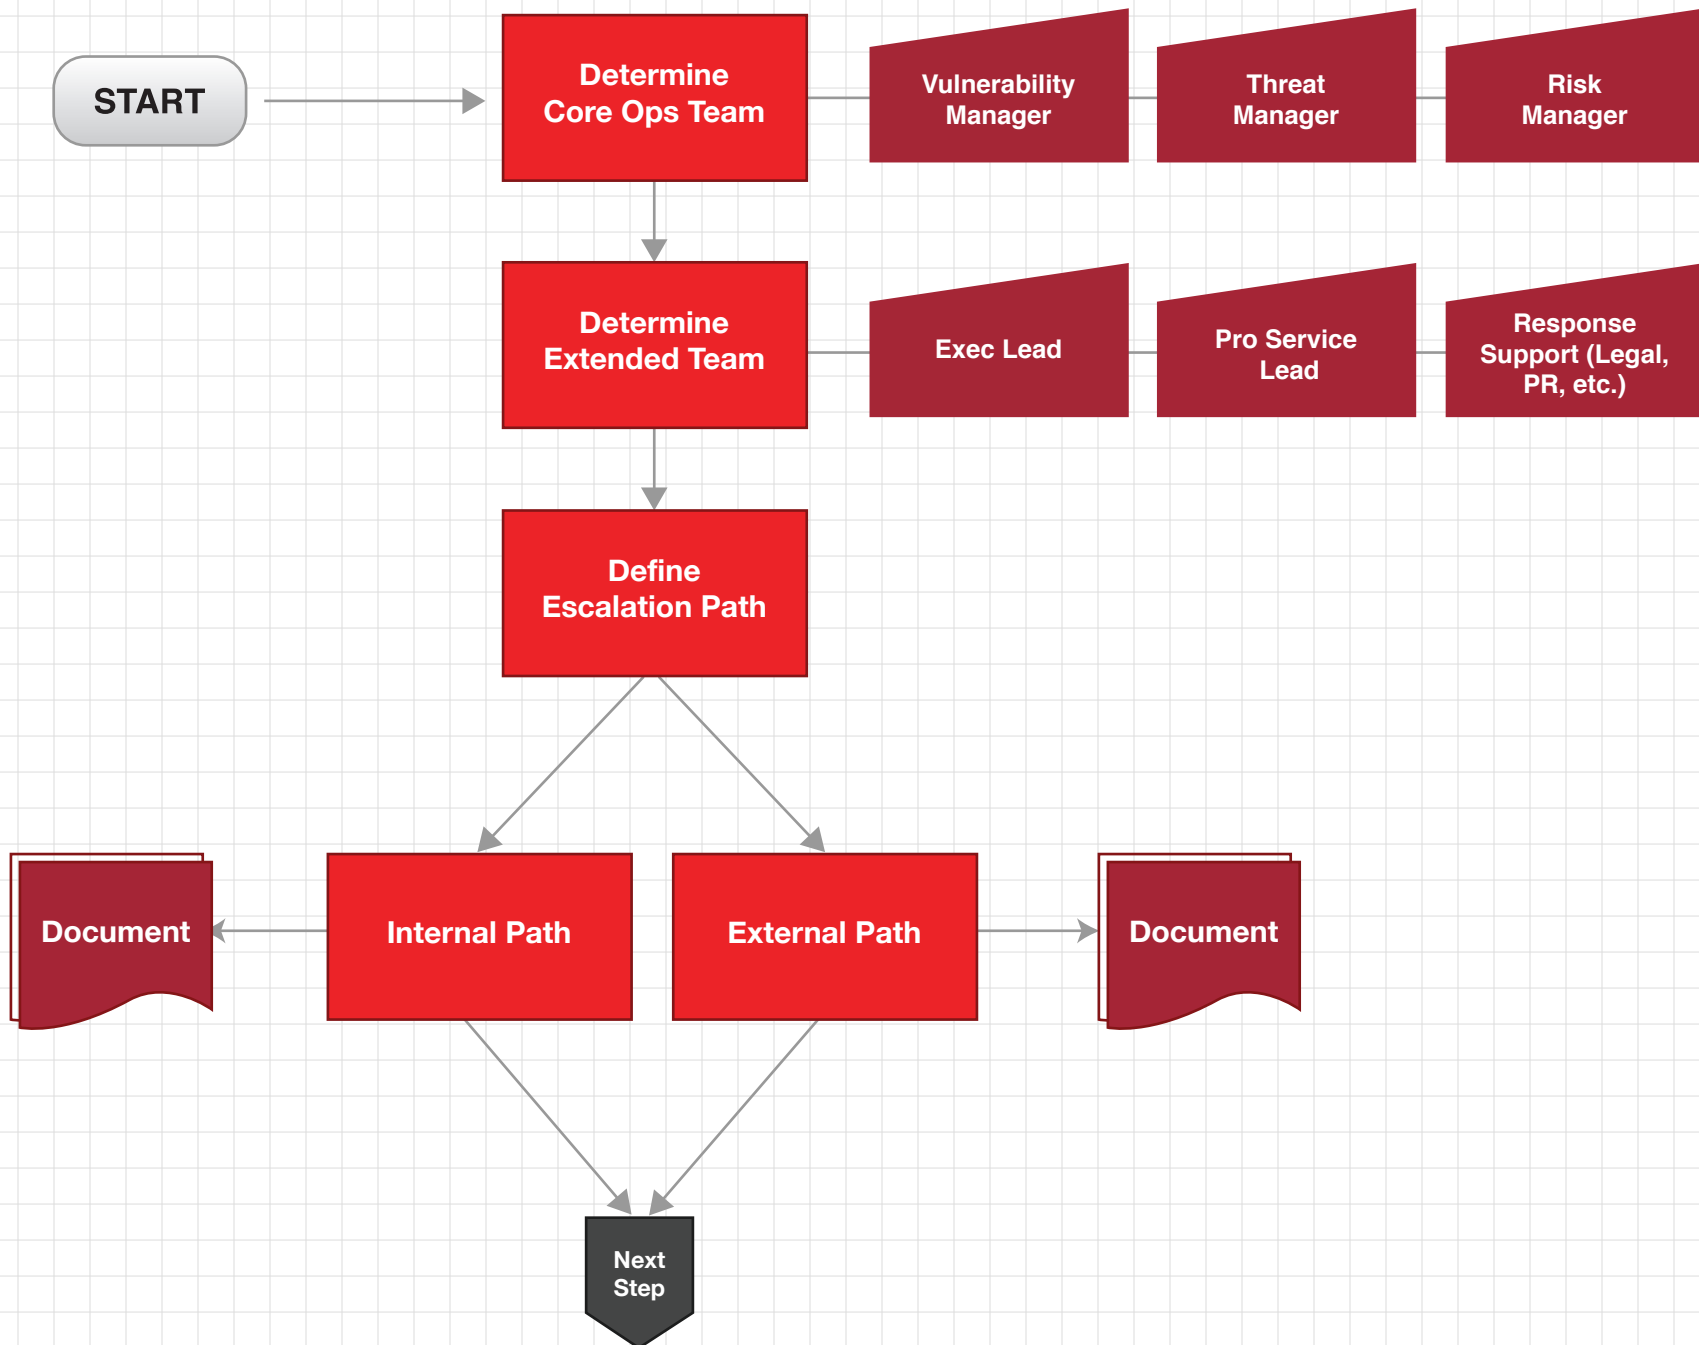 START
Determine
Core Ops Team
Vulnerability
Manager
Threat
Manager
Risk
Manager
Determine
Extended Team
Exec Lead
Pro Service
Lead
Response
Support (Legal,
PR, etc.)
Define
Escalation Path
Document
Internal Path
External Path
Document
Next
Step